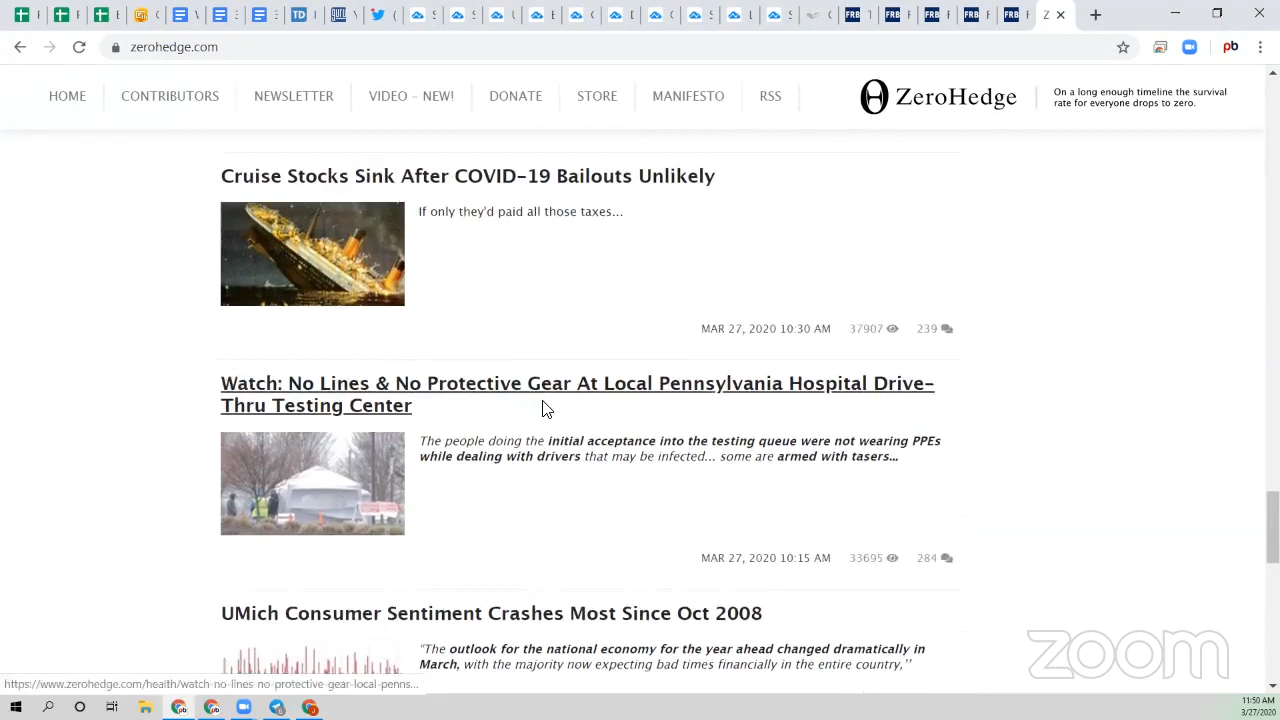 zerohedge.com
HOME
CONTRIBUTORS
NEWSLETTER
VIDEO - NEW!
DONATE
STORE
MANIFESTO
RSS
ZeroHedge
On a long enough timeline the survival
rate for everyone drops to zero.
Cruise Stocks Sink After COVID-19 Bailouts Unlikely
If only they'd paid all those taxes...
MAR 27, 2020 10:30 AM 37907 239
Watch: No Lines & No Protective Gear At Local Pennsylvania Hospital Drive-
Thru Testing Center
The people doing the initial acceptance into the testing queue were not wearing PPEs
while dealing with drivers that may be infected... some are armed with tasers...
MAR 27, 2020 10:15 AM 33695 284
UMich Consumer Sentiment Crashes Most Since Oct 2008
“The outlook for the national economy for the year ahead changed dramatically in
March, with the majority now expecting bad times financially in the entire country,’’
zoom
https://www.zerohedge.com/health/watch-no-lines-no-protective-gear-local-penns...
11:50 AM
3/27/2020